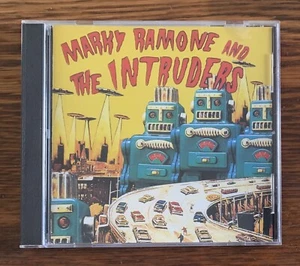 MARKY RAMONE AND
THE INTRUDERS